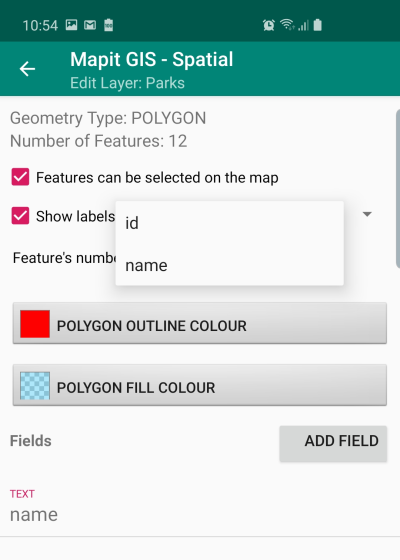 10:54
Mapit GIS - Spatial
Edit Layer: Parks
Geometry Type: POLYGON
Number of Features: 12
Features can be selected on the map
Show labels
id
Feature's numbe
name
POLYGON OUTLINE COLOUR
POLYGON FILL COLOUR
Fields
ADD FIELD
TEXT
name